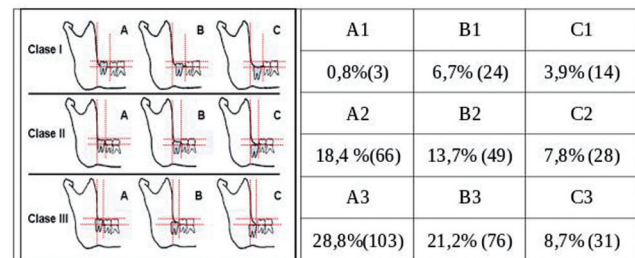 A B C
Clase I
A1 B1 C1
0,8%(3) 6,7% (24) 3,9% (14)
A B C
Clase II
A2 B2 C2
18,4 %(66) 13,7% (49) 7,8% (28)
A B C
Clase III
A3 B3 C3
28,8%(103) 21,2% (76) 8,7% (31)